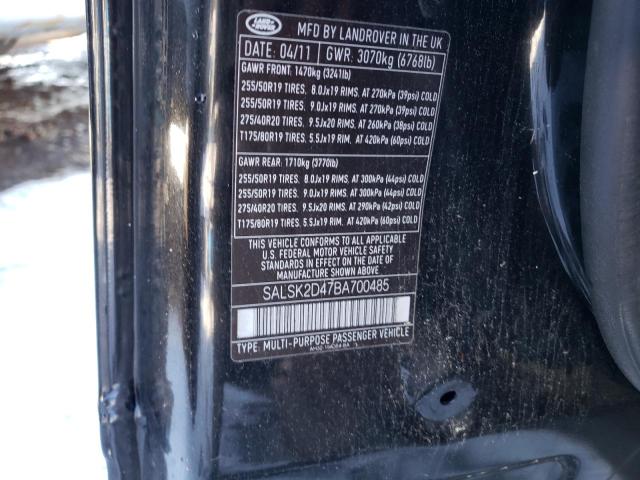 LAND ROVER
MFD BY LANDROVER IN THE UK
DATE: 04/11 GWR: 3070kg (6768lb)
GAWR FRONT: 1470kg (3241lb)
255/50R19 TIRES. 8.0Jx19 RIMS. AT 270kPa (39psi) COLD
255/50R19 TIRES. 9.0Jx19 RIMS. AT 270kPa (39psi) COLD
275/40R20 TIRES. 9.5Jx20 RIMS. AT 260kPa (38psi) COLD
T175/80R19 TIRES. 5.5Jx19 RIM. AT 420kPa (60psi) COLD
GAWR REAR: 1710kg (3770lb)
255/50R19 TIRES. 8.0Jx19 RIMS. AT 300kPa (44psi) COLD
255/50R19 TIRES. 9.0Jx19 RIMS. AT 300kPa (44psi) COLD
275/40R20 TIRES. 9.5Jx20 RIMS. AT 290kPa (42psi) COLD
T175/80R19 TIRES. 5.5Jx19 RIM. AT 420kPa (60psi) COLD
THIS VEHICLE CONFORMS TO ALL APPLICABLE
U.S. FEDERAL MOTOR VEHICLE SAFETY
STANDARDS IN EFFECT ON THE DATE OF
MANUFACTURE SHOWN ABOVE
SALSK2D47BA700485
TYPE: MULTI-PURPOSE PASSENGER VEHICLE